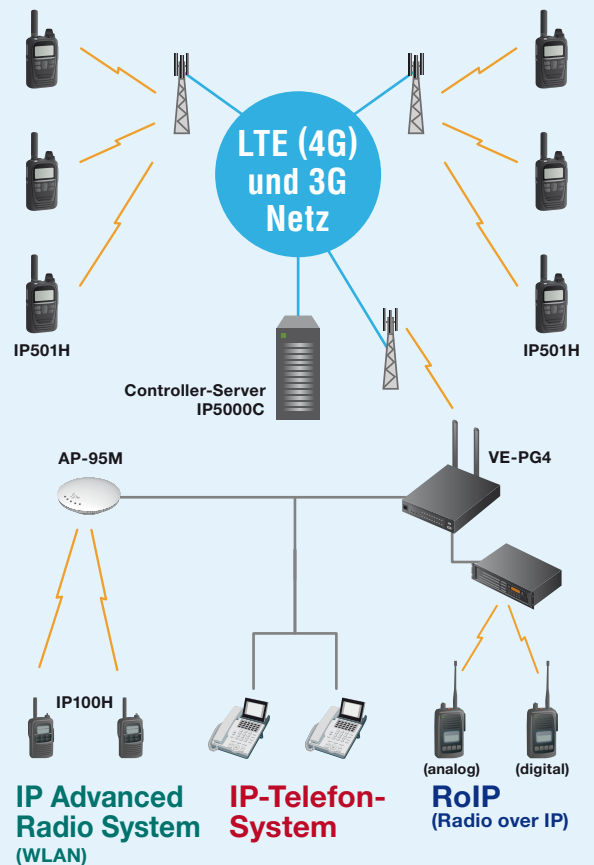 LTE (4G)
und 3G
Netz
IP501H
IP501H
Controller-Server
IP5000C
AP-95M
VE-PG4
IP100H
(analog)
(digital)
IP Advanced
Radio System
(WLAN)
IP-Telefon-
System
RoIP
(Radio over IP)